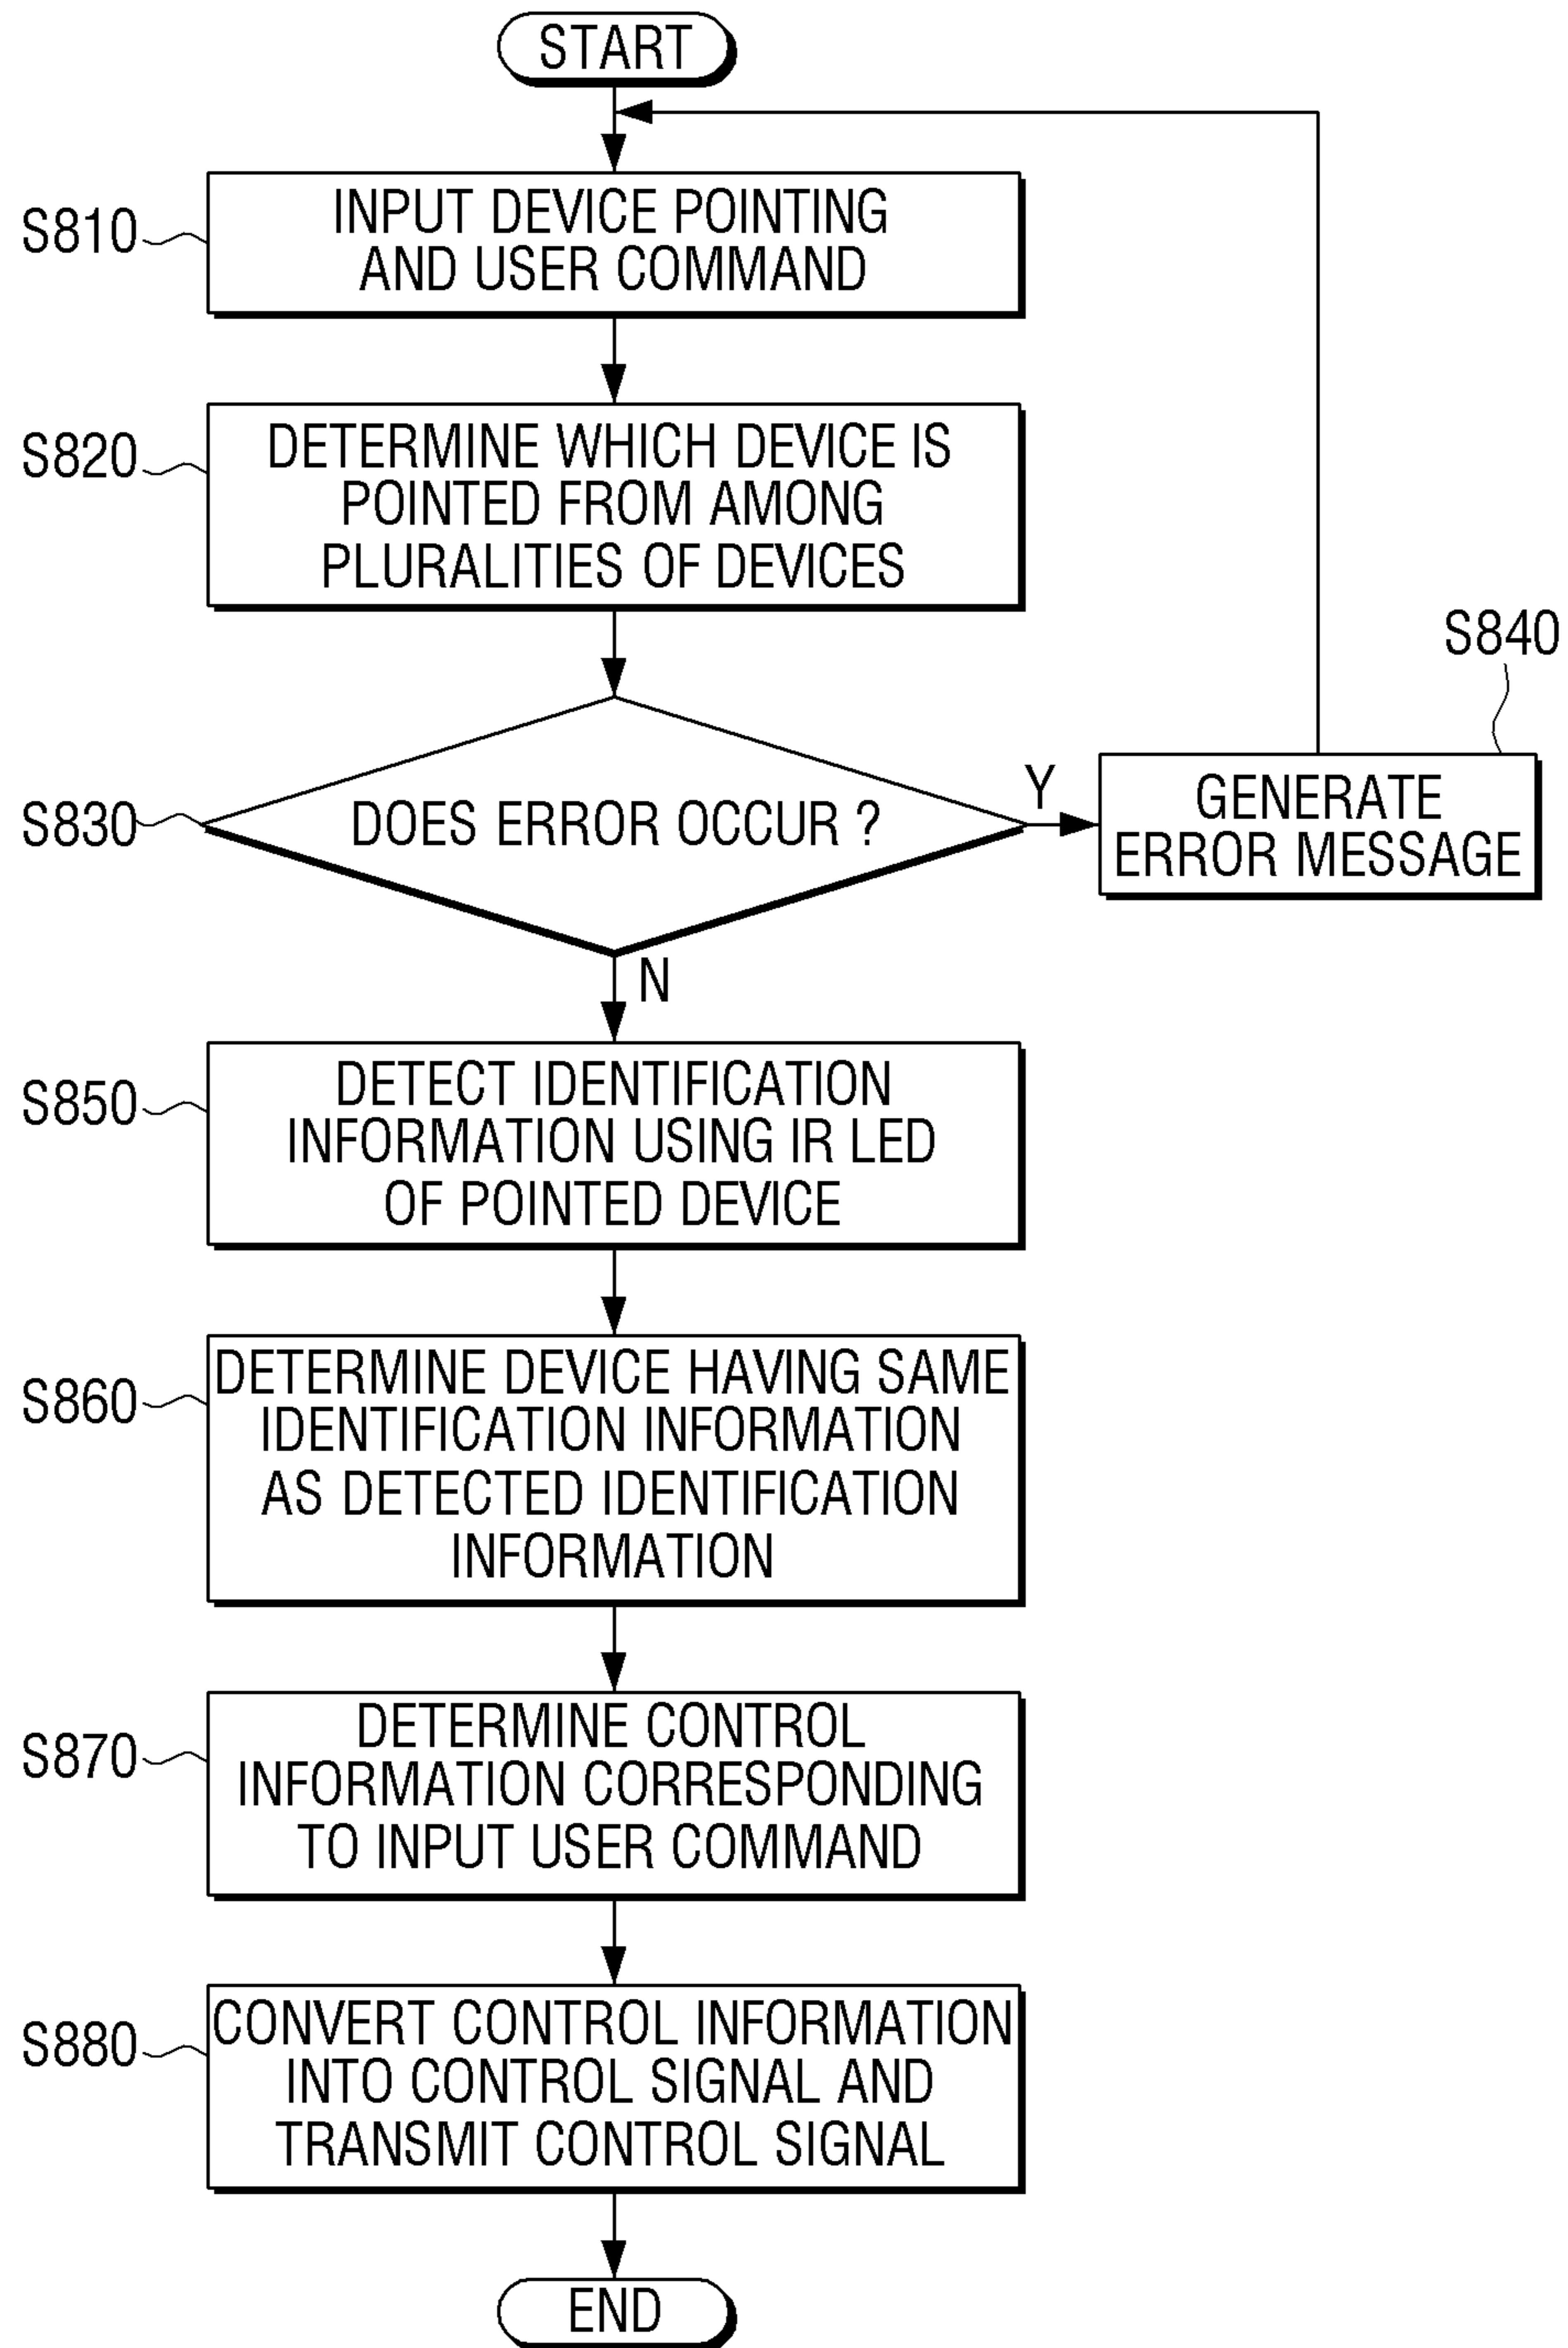 START
S810
INPUT DEVICE POINTING
AND USER COMMAND
S820
DETERMINE WHICH DEVICE IS
POINTED FROM AMONG
PLURALITIES OF DEVICES
S830
DOES ERROR OCCUR ?
Y
S840
GENERATE
ERROR MESSAGE
N
S850
DETECT IDENTIFICATION
INFORMATION USING IR LED
OF POINTED DEVICE
S860
DETERMINE DEVICE HAVING SAME
IDENTIFICATION INFORMATION
AS DETECTED IDENTIFICATION
INFORMATION
S870
DETERMINE CONTROL
INFORMATION CORRESPONDING
TO INPUT USER COMMAND
S880
CONVERT CONTROL INFORMATION
INTO CONTROL SIGNAL AND
TRANSMIT CONTROL SIGNAL
END